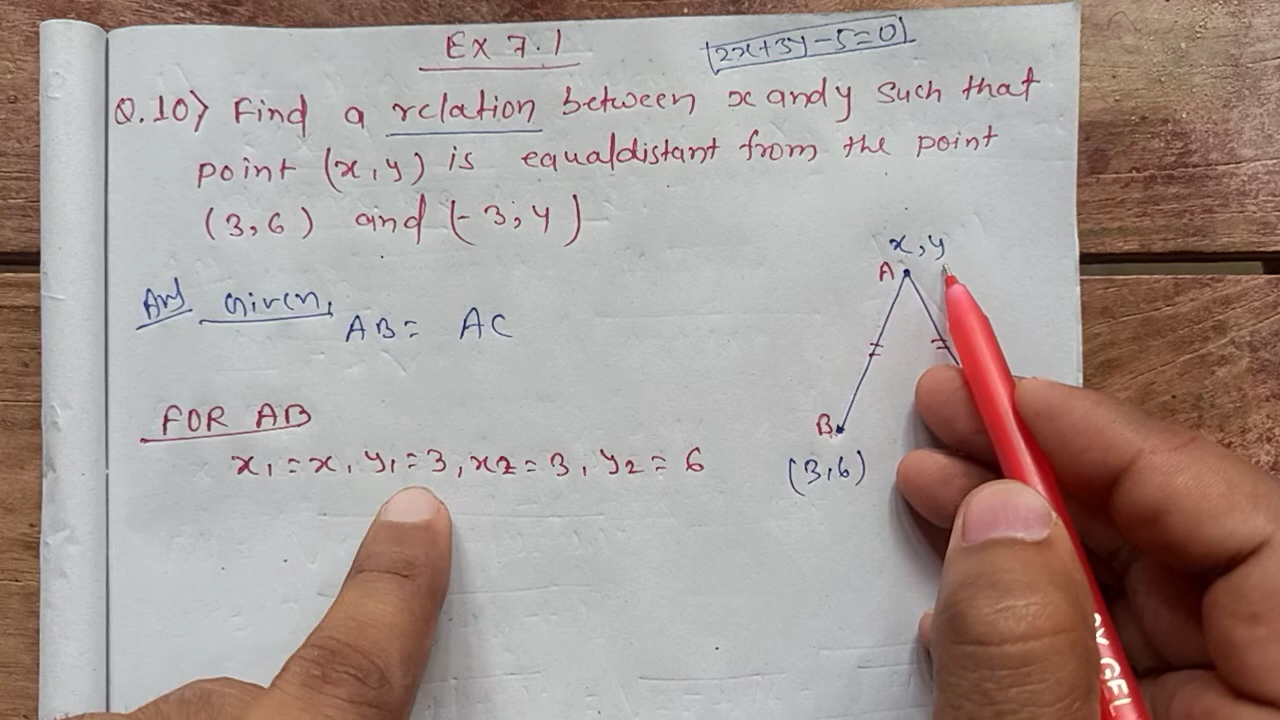 Ex 7.1
2x+3y-5=0
Q.10) Find a relation between x and y such that
point (x,y) is equaldistant from the point
(3,6) and (-3,4)
Ans Given,
AB = AC
x,y
A
FOR AB
B
x1=x, y1=3, x2=3, y2=6
(3,6)
GEL